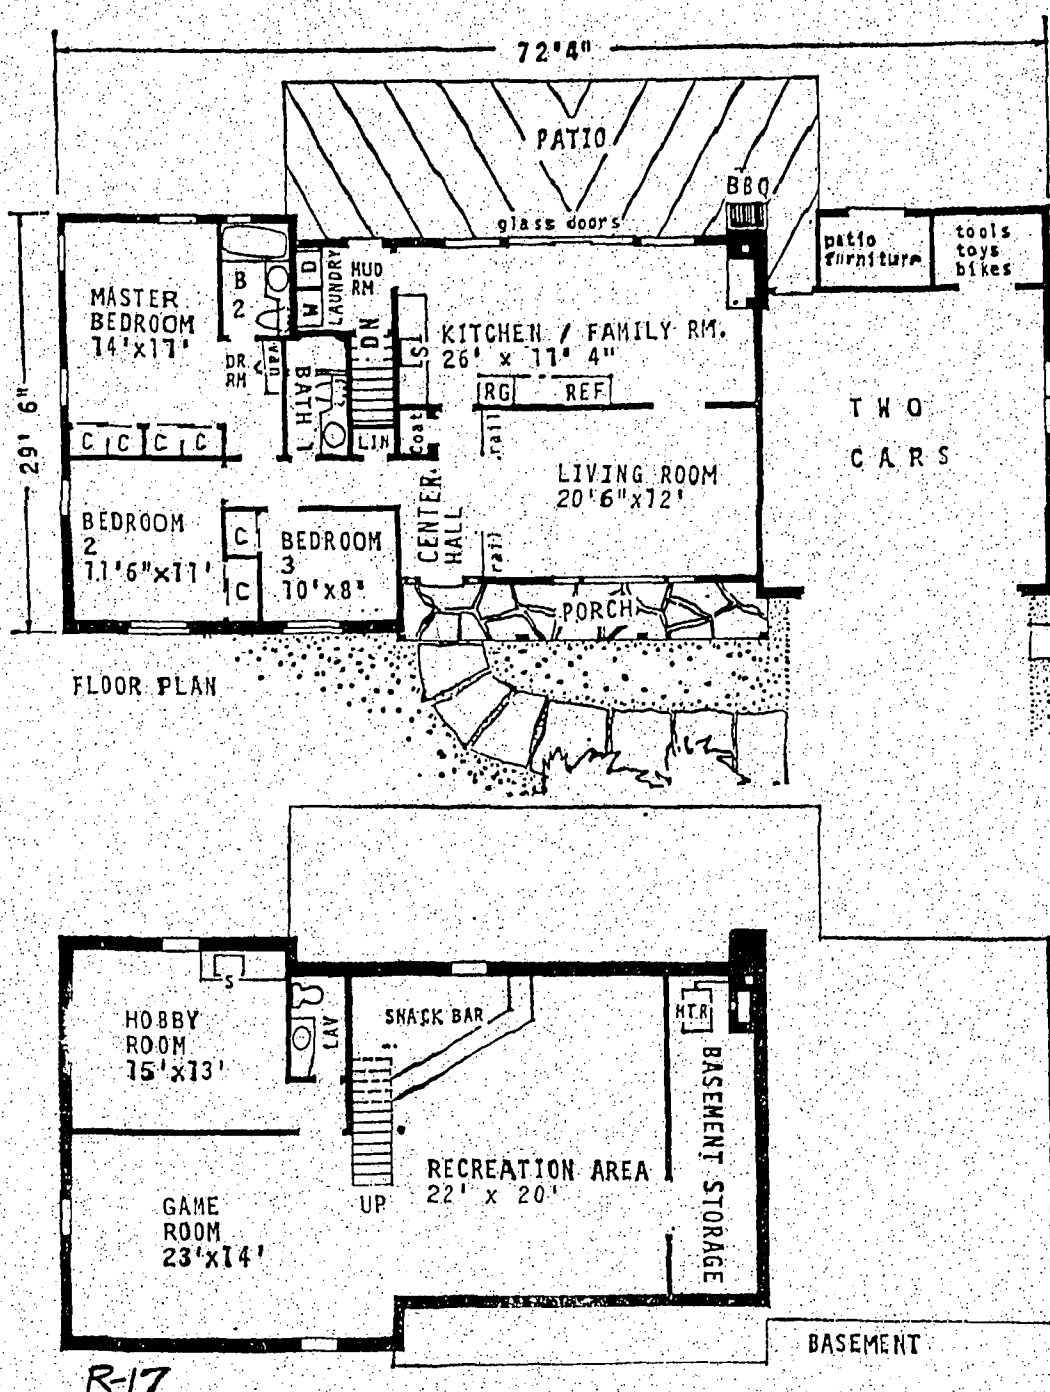 72'4"
PATIO
BBQ
glass doors
patio
furniture
tools
toys
bikes
MASTER
BEDROOM
14'x11'
B
2
D
W
LAUNDRY
MUD
RM
DN
KITCHEN / FAMILY RM.
26' x 11' 4"
S
RG
REF
DR
RM
van
BATH 1
LIN
Coat
rail
TWO
CARS
29' 6"
C C C C
LIVING ROOM
20'6"x12'
BEDROOM
2
11'6"x11'
C
C
BEDROOM
3
10'x8'
CENTER
HALL
rail
PORCH
FLOOR PLAN
S
HOBBY
ROOM
15'x13'
LAV
SNACK BAR
HTR
BASEMENT STORAGE
RECREATION AREA
22' x 20'
UP
GAME
ROOM
23'x14'
BASEMENT
R-17